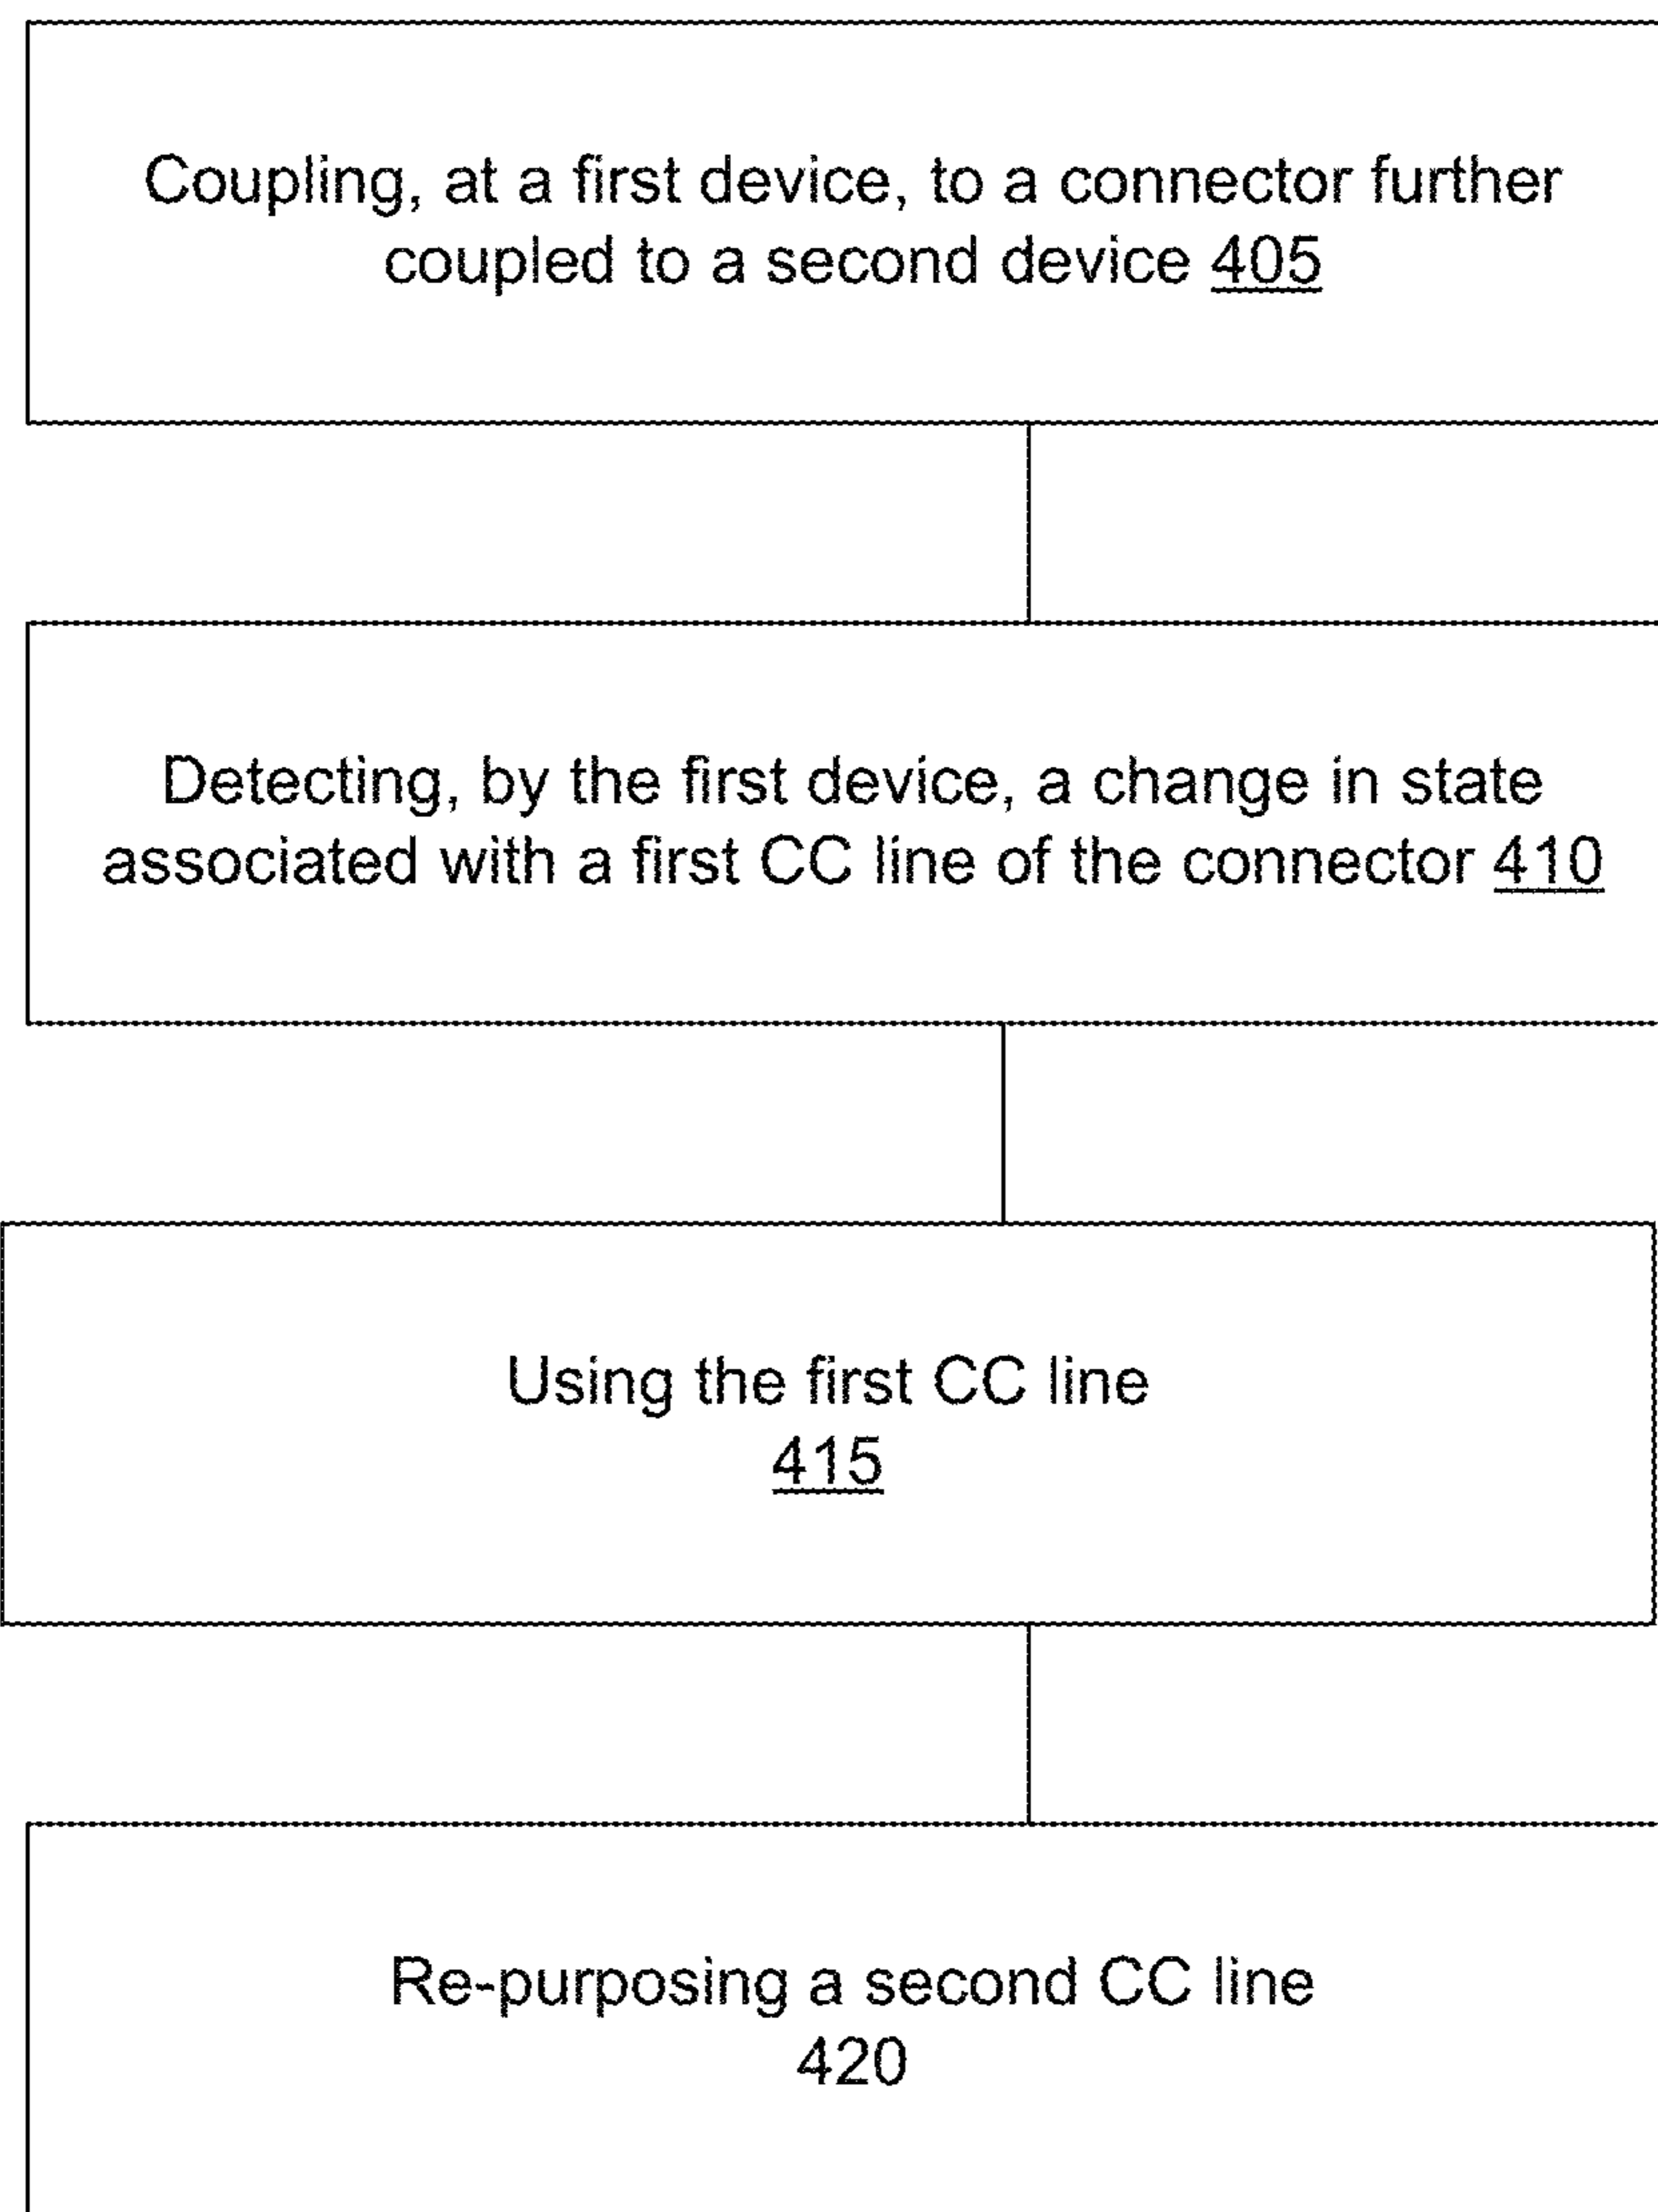 Coupling, at a first device, to a connector further
coupled to a second device 405
Detecting, by the first device, a change in state
associated with a first CC line of the connector 410
Using the first CC line
415
Re-purposing a second CC line
420